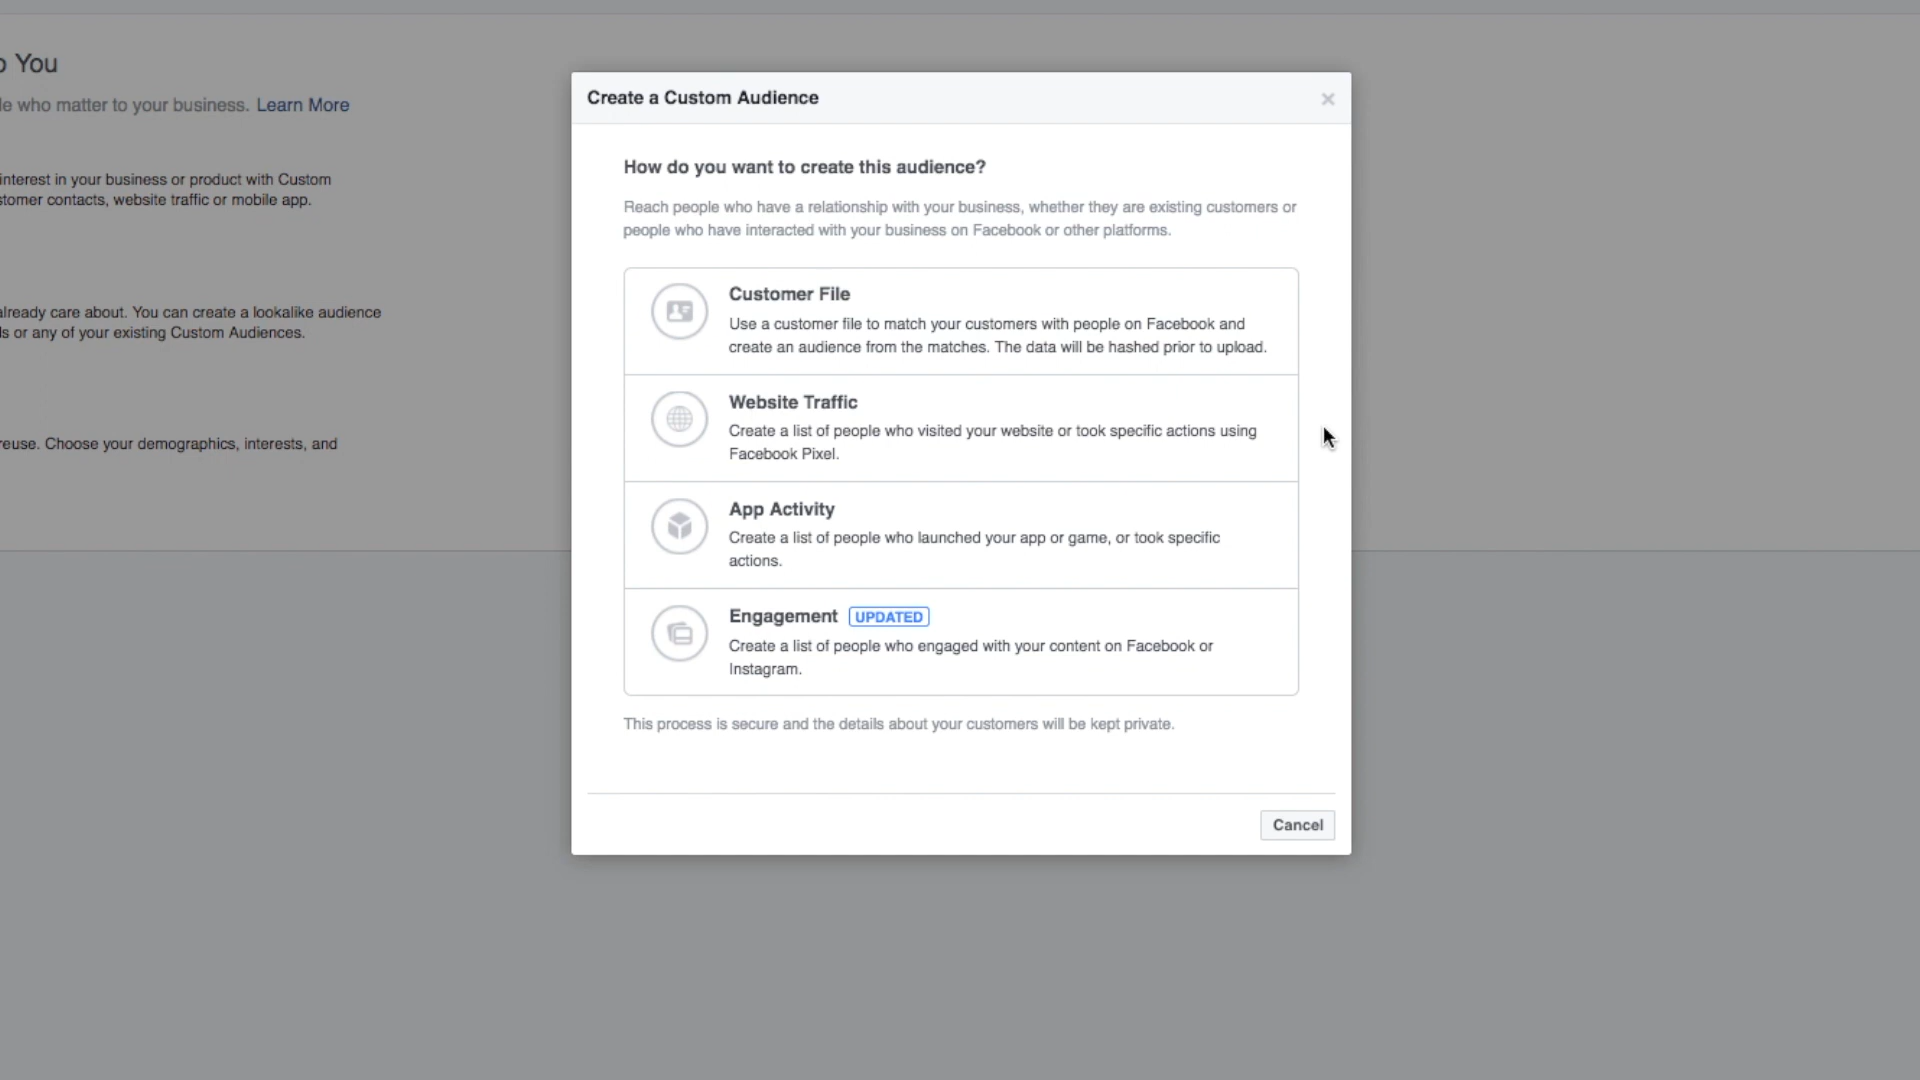 You
who matter to your business. Learn More
interest in your business or product with Custom
contacts, website traffic or mobile app.
already care about. You can create a lookalike audience
or any of your existing Custom Audiences.
Choose your demographics, interests, and
Create a Custom Audience
How do you want to create this audience?
Reach people who have a relationship with your business, whether they are existing customers or
people who have interacted with your business on Facebook or other platforms.
Customer File
Use a customer file to match your customers with people on Facebook and
create an audience from the matches. The data will be hashed prior to upload.
Website Traffic
Create a list of people who visited your website or took specific actions using
Facebook Pixel.
App Activity
Create a list of people who launched your app or game, or took specific
actions.
Engagement UPDATED
Create a list of people who engaged with your content on Facebook or
Instagram.
This process is secure and the details about your customers will be kept private.
Cancel